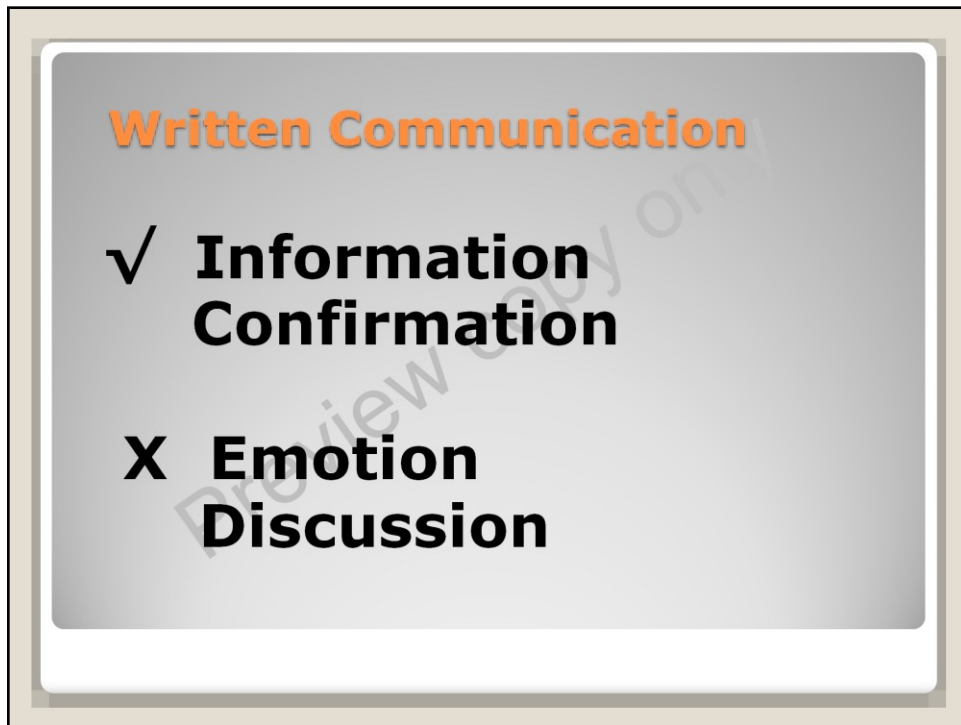 Written Communication
√ Information
Confirmation
X Emotion
Discussion
Preview copy only